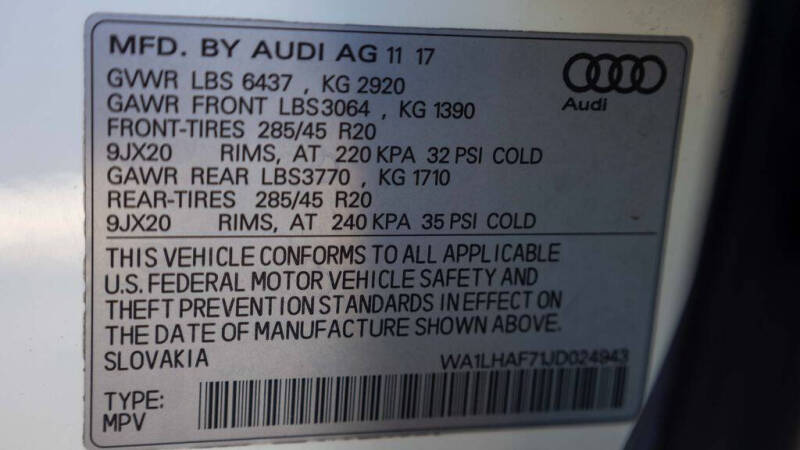 MFD. BY AUDI AG 11 17
Audi
GVWR LBS 6437 , KG 2920
GAWR FRONT LBS3064 , KG 1390
FRONT-TIRES 285/45 R20
9JX20 RIMS, AT 220 KPA 32 PSI COLD
GAWR REAR LBS3770 , KG 1710
REAR-TIRES 285/45 R20
9JX20 RIMS, AT 240 KPA 35 PSI COLD
THIS VEHICLE CONFORMS TO ALL APPLICABLE
U.S. FEDERAL MOTOR VEHICLE SAFETY AND
THEFT PREVENTION STANDARDS IN EFFECT ON
THE DATE OF MANUFACTURE SHOWN ABOVE.
SLOVAKIA WA1LHAF71JD024943
TYPE:
MPV